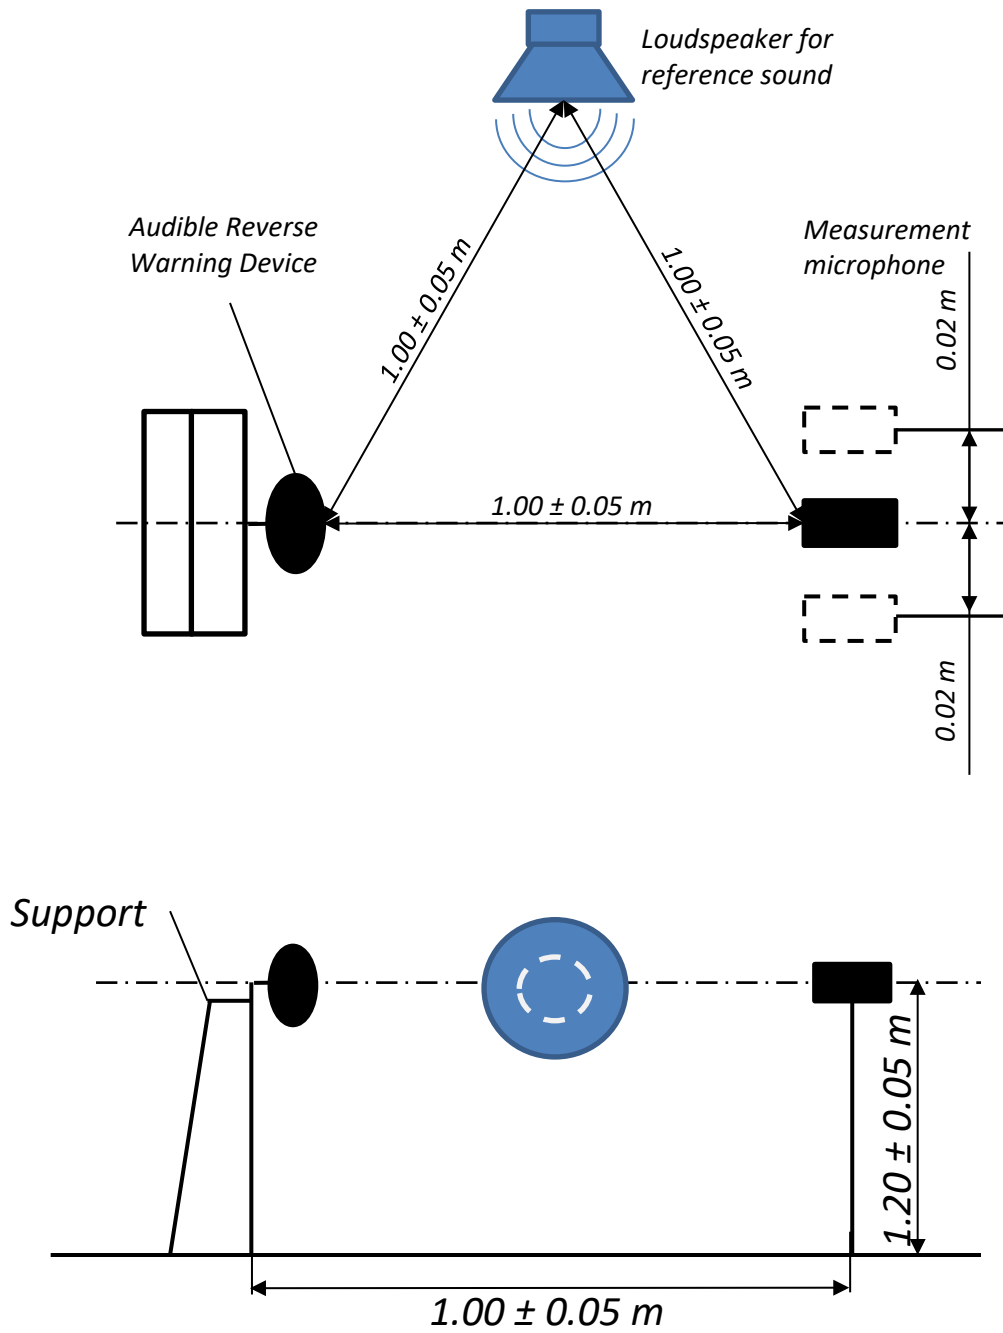 Loudspeaker for
reference sound
Audible Reverse
Warning Device
Measurement
microphone
1.00 ± 0.05 m
1.00 ± 0.05 m
0.02 m
1.00 ± 0.05 m
0.02 m
Support
1.20 ± 0.05 m
1.00 ± 0.05 m